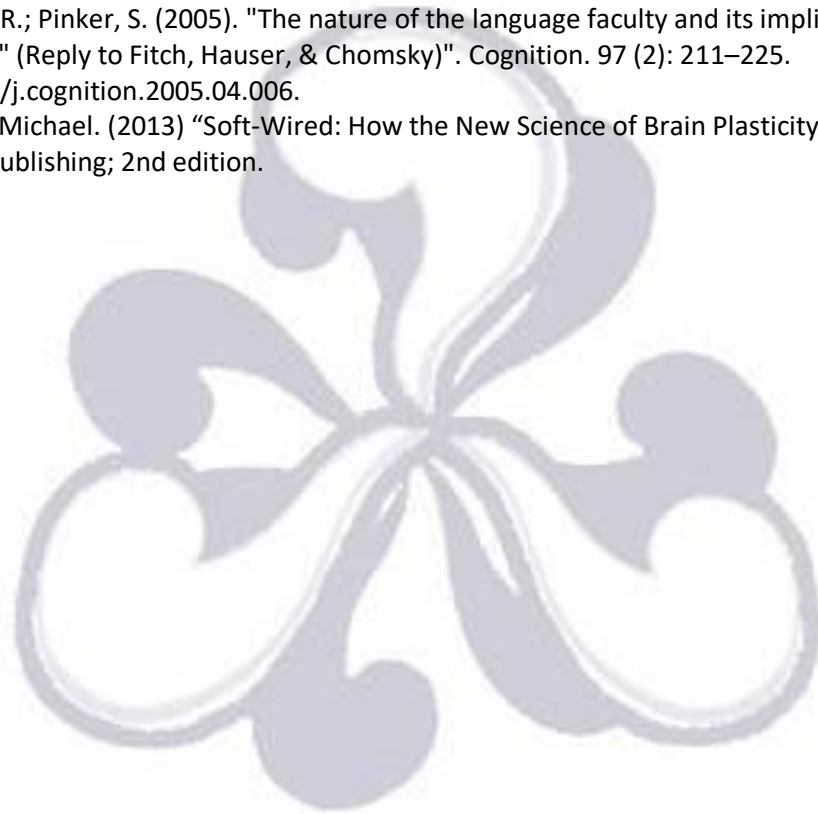 R.; Pinker, S. (2005). "The nature of the language faculty and its impli
" (Reply to Fitch, Hauser, & Chomsky)". Cognition. 97 (2): 211–225.
/j.cognition.2005.04.006.
Michael. (2013) “Soft-Wired: How the New Science of Brain Plasticity
ublishing; 2nd edition.